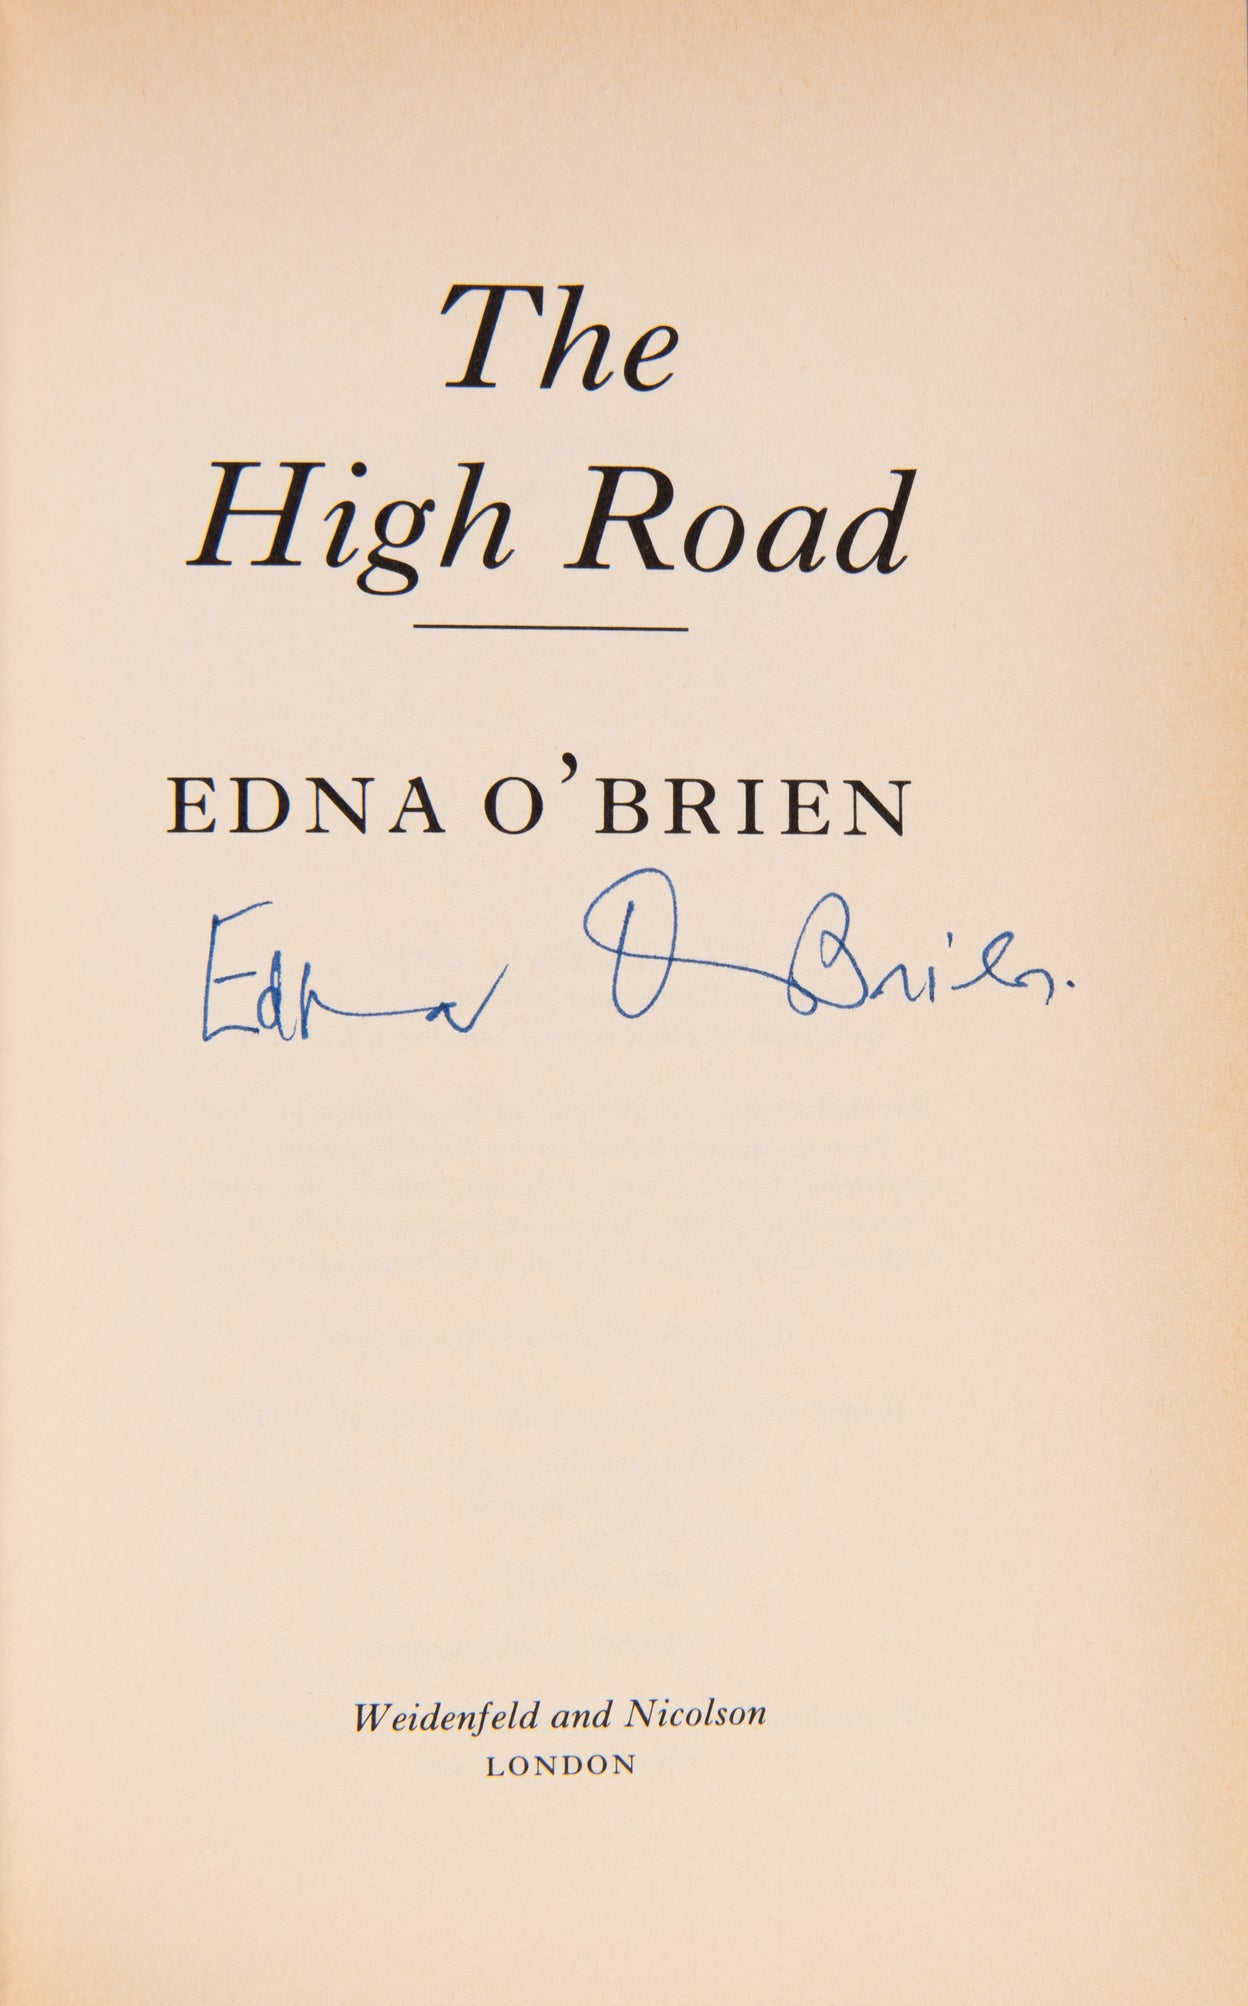 The
High Road
EDNA O'BRIEN
Edna O'Brien.
Weidenfeld and Nicolson
LONDON